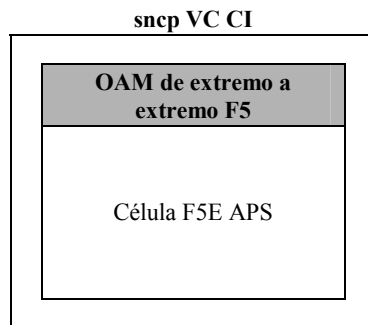 sncp VC CI
OAM de extremo a
extremo F5
Célula F5E APS